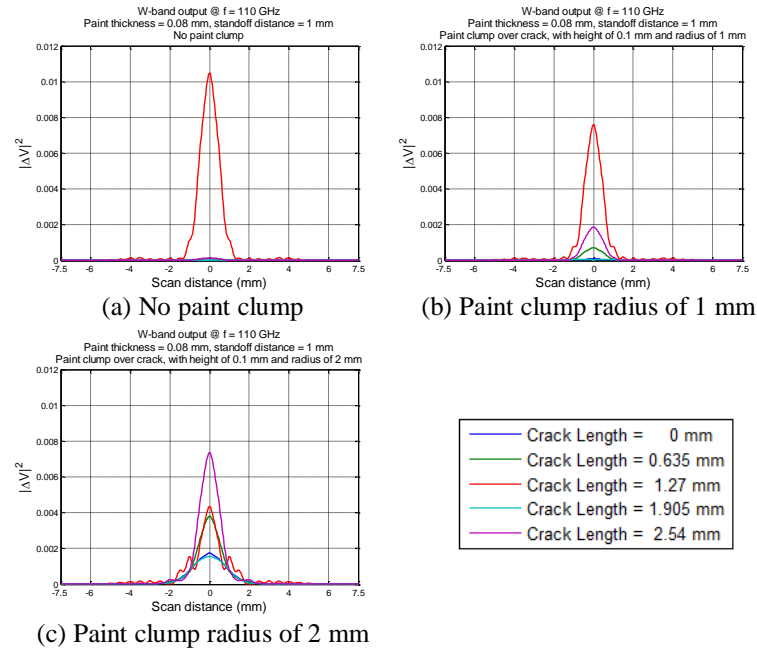 W-band output @ f = 110 GHz
Paint thickness = 0.08 mm, standoff distance = 1 mm
No paint clump
0.012
0.01
0.008
0.006
0.004
0.002
0
|ΔV|²
-7.5 -6 -4 -2 0 2 4 6 7.5
Scan distance (mm)
(a) No paint clump
W-band output @ f = 110 GHz
Paint thickness = 0.08 mm, standoff distance = 1 mm
Paint clump over crack, with height of 0.1 mm and radius of 1 mm
0.012
0.01
0.008
0.006
0.004
0.002
0
|ΔV|²
-7.5 -6 -4 -2 0 2 4 6 7.5
Scan distance (mm)
(b) Paint clump radius of 1 mm
W-band output @ f = 110 GHz
Paint thickness = 0.08 mm, standoff distance = 1 mm
Paint clump over crack, with height of 0.1 mm and radius of 2 mm
0.012
0.01
0.008
0.006
0.004
0.002
0
|ΔV|²
-7.5 -6 -4 -2 0 2 4 6 7.5
Scan distance (mm)
(c) Paint clump radius of 2 mm
Crack Length = 0 mm
Crack Length = 0.635 mm
Crack Length = 1.27 mm
Crack Length = 1.905 mm
Crack Length = 2.54 mm